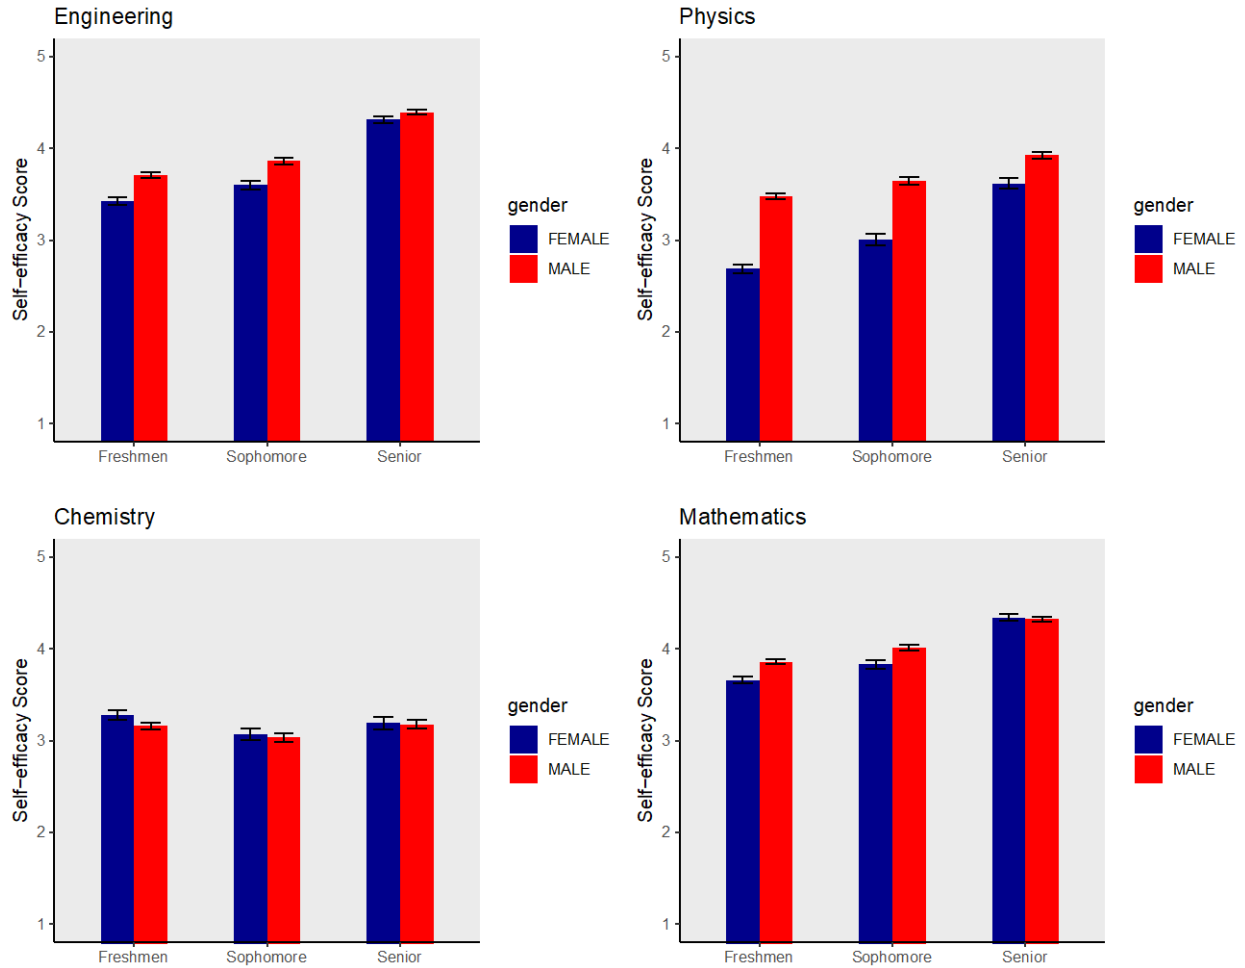 Engineering
5
4
3
2
1
Self-efficacy Score
Freshmen Sophomore Senior
gender
FEMALE
MALE
Physics
5
4
3
2
1
Self-efficacy Score
Freshmen Sophomore Senior
gender
FEMALE
MALE
Chemistry
5
4
3
2
1
Self-efficacy Score
Freshmen Sophomore Senior
gender
FEMALE
MALE
Mathematics
5
4
3
2
1
Self-efficacy Score
Freshmen Sophomore Senior
gender
FEMALE
MALE